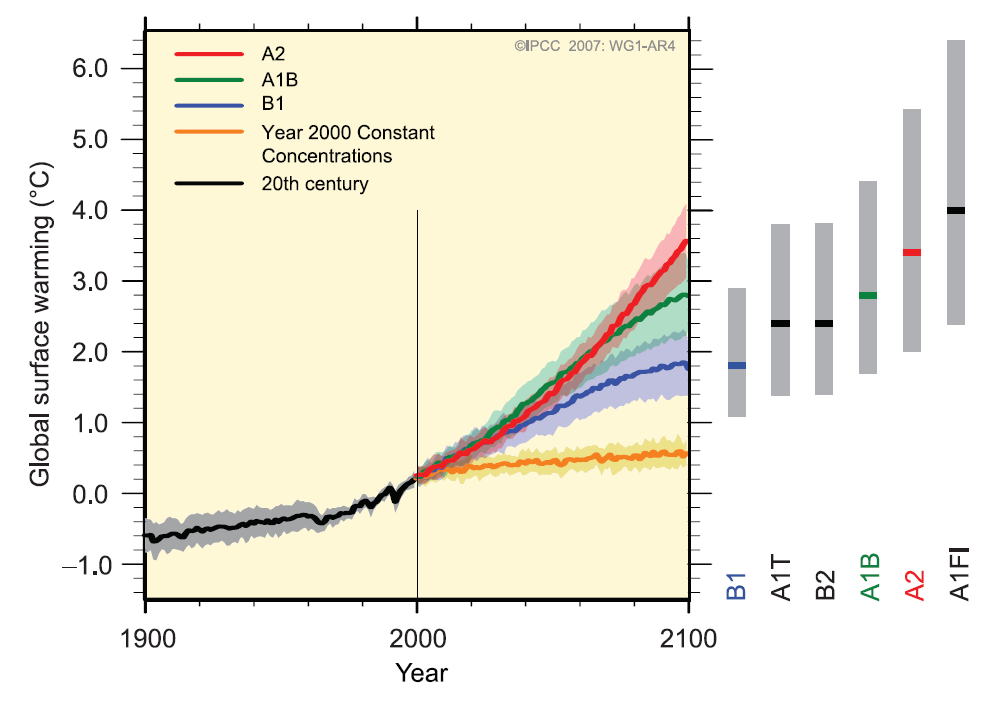 ©IPCC 2007: WG1-AR4
A2
A1B
B1
Year 2000 Constant
Concentrations
20th century
Global surface warming (°C)
6.0
5.0
4.0
3.0
2.0
1.0
0.0
–1.0
1900
2000
2100
Year
B1
A1T
B2
A1B
A2
A1FI